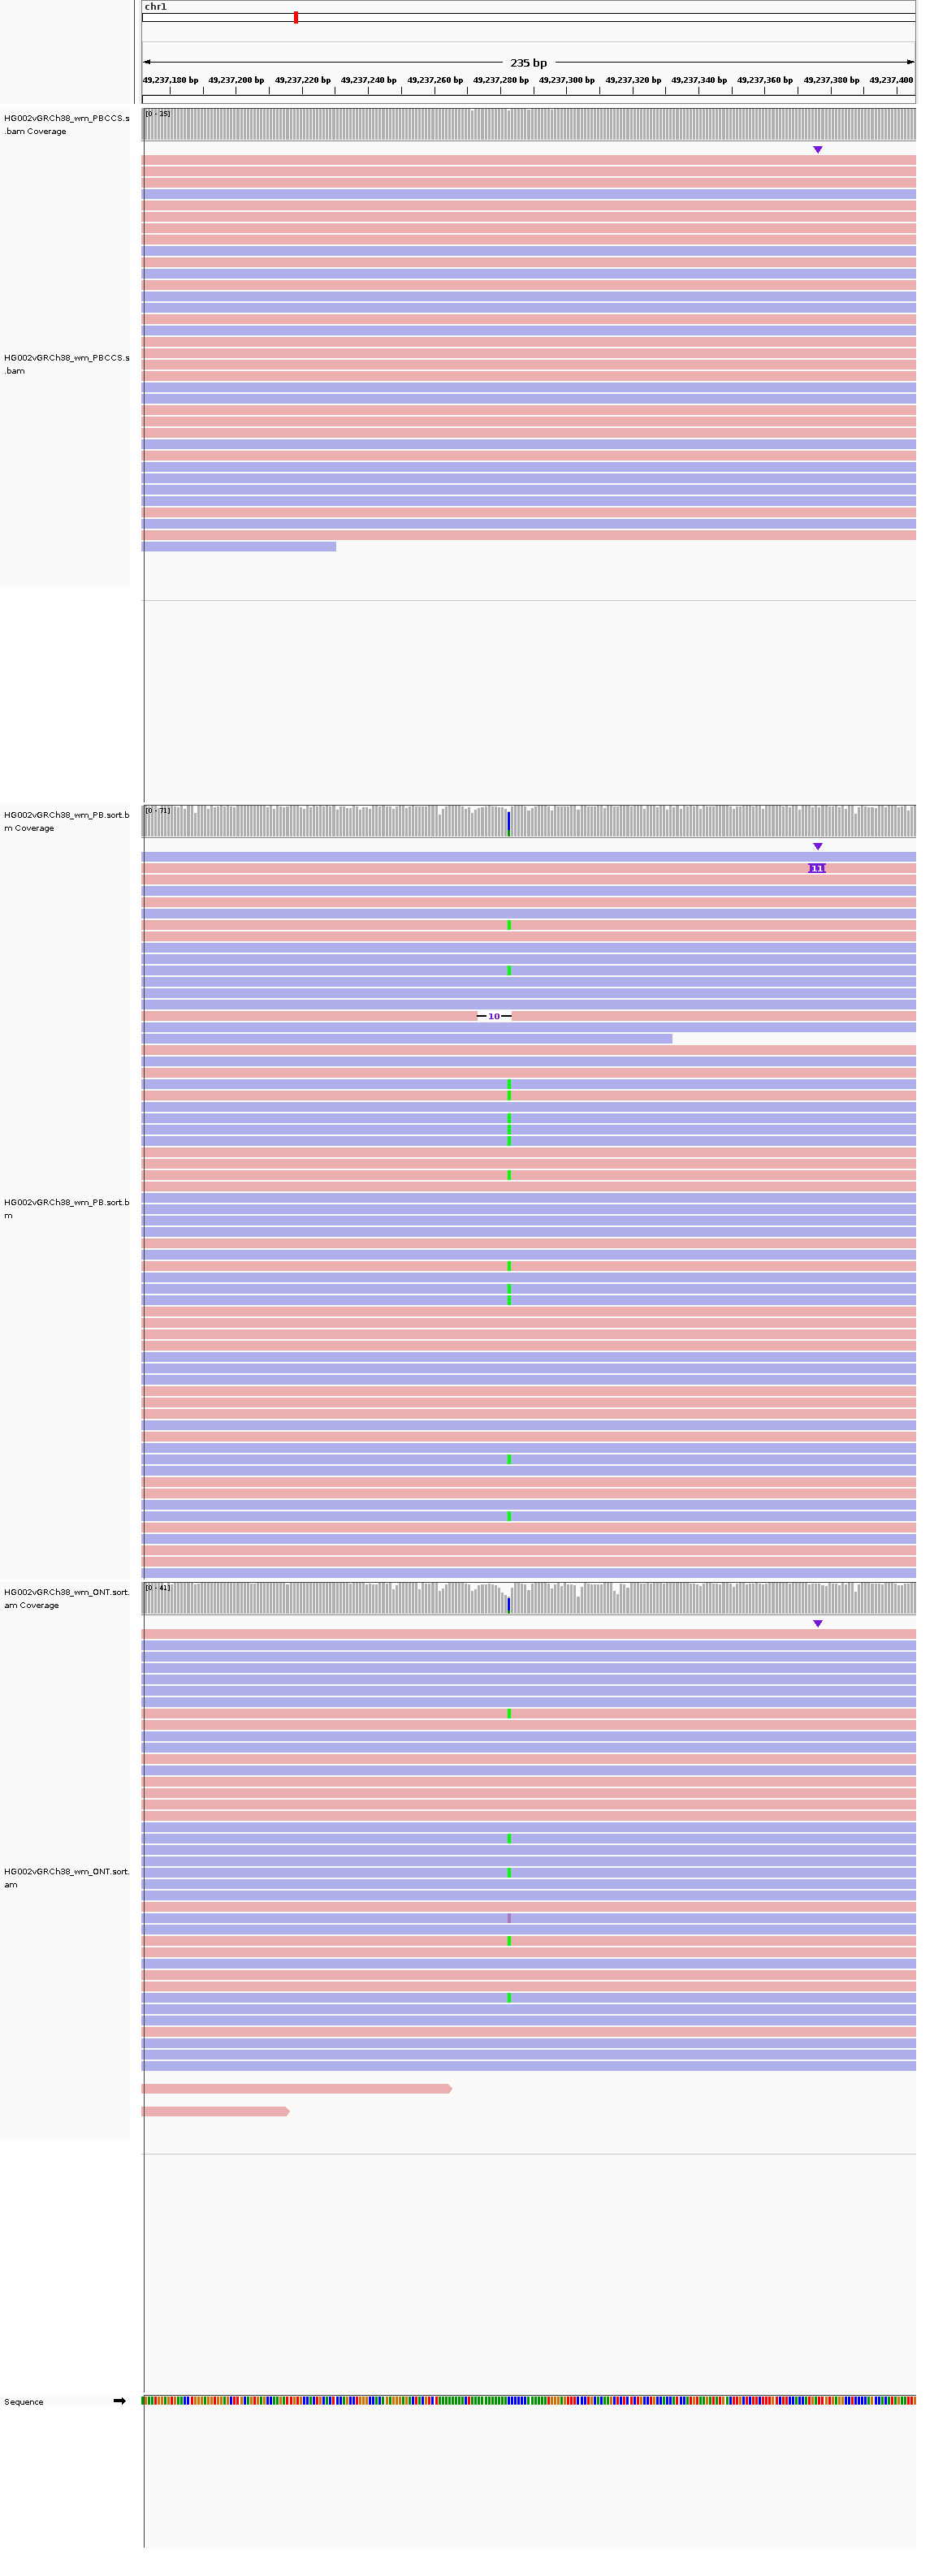 chr1
235 bp
49,237,180 bp 49,237,200 bp 49,237,220 bp 49,237,240 bp 49,237,260 bp 49,237,280 bp 49,237,300 bp 49,237,320 bp 49,237,340 bp 49,237,360 bp 49,237,380 bp 49,237,400
HG002vGRCh38_wm_PBCCS.s
.bam Coverage
[0 - 25]
HG002vGRCh38_wm_PBCCS.s
.bam
HG002vGRCh38_wm_PB.sort.b
m Coverage
[0 - 71]
11
10
HG002vGRCh38_wm_PB.sort.b
m
HG002vGRCh38_wm_ONT.sort.
am Coverage
[0 - 41]
HG002vGRCh38_wm_ONT.sort.
am
Sequence